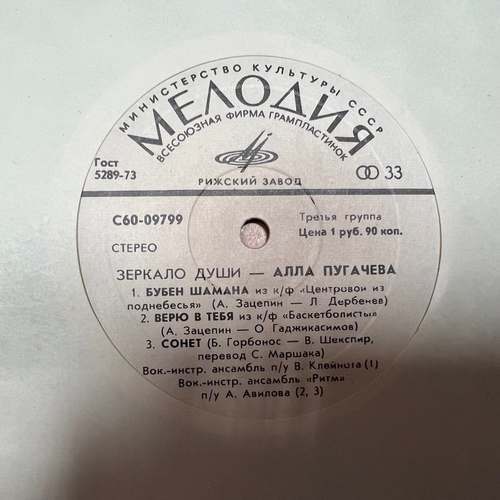 МИНИСТЕРСТВО КУЛЬТУРЫ СССР
МЕЛОДИЯ
ВСЕСОЮЗНАЯ ФИРМА ГРАМПЛАСТИНОК
Гост
5289-73
33
РИЖСКИЙ ЗАВОД
С60-09799
Третья группа
Цена 1 руб. 90 коп.
СТЕРЕО
ЗЕРКАЛО ДУШИ — АЛЛА ПУГАЧЕВА
1. БУБЕН ШАМАНА из к/ф «Центровой из
поднебесья» (А. Зацепин — Л. Дербенев)
2. ВЕРЮ В ТЕБЯ из к/ф «Баскетболисты»
(А. Зацепин — О. Гаджикасимов)
3. СОНЕТ (Б. Горбонос — В. Шекспир,
перевод С. Маршака)
Вок.-инстр. ансамбль п/у В. Клейнота (1)
Вок.-инстр. ансамбль «Ритм»
п/у А. Авилова (2, 3)